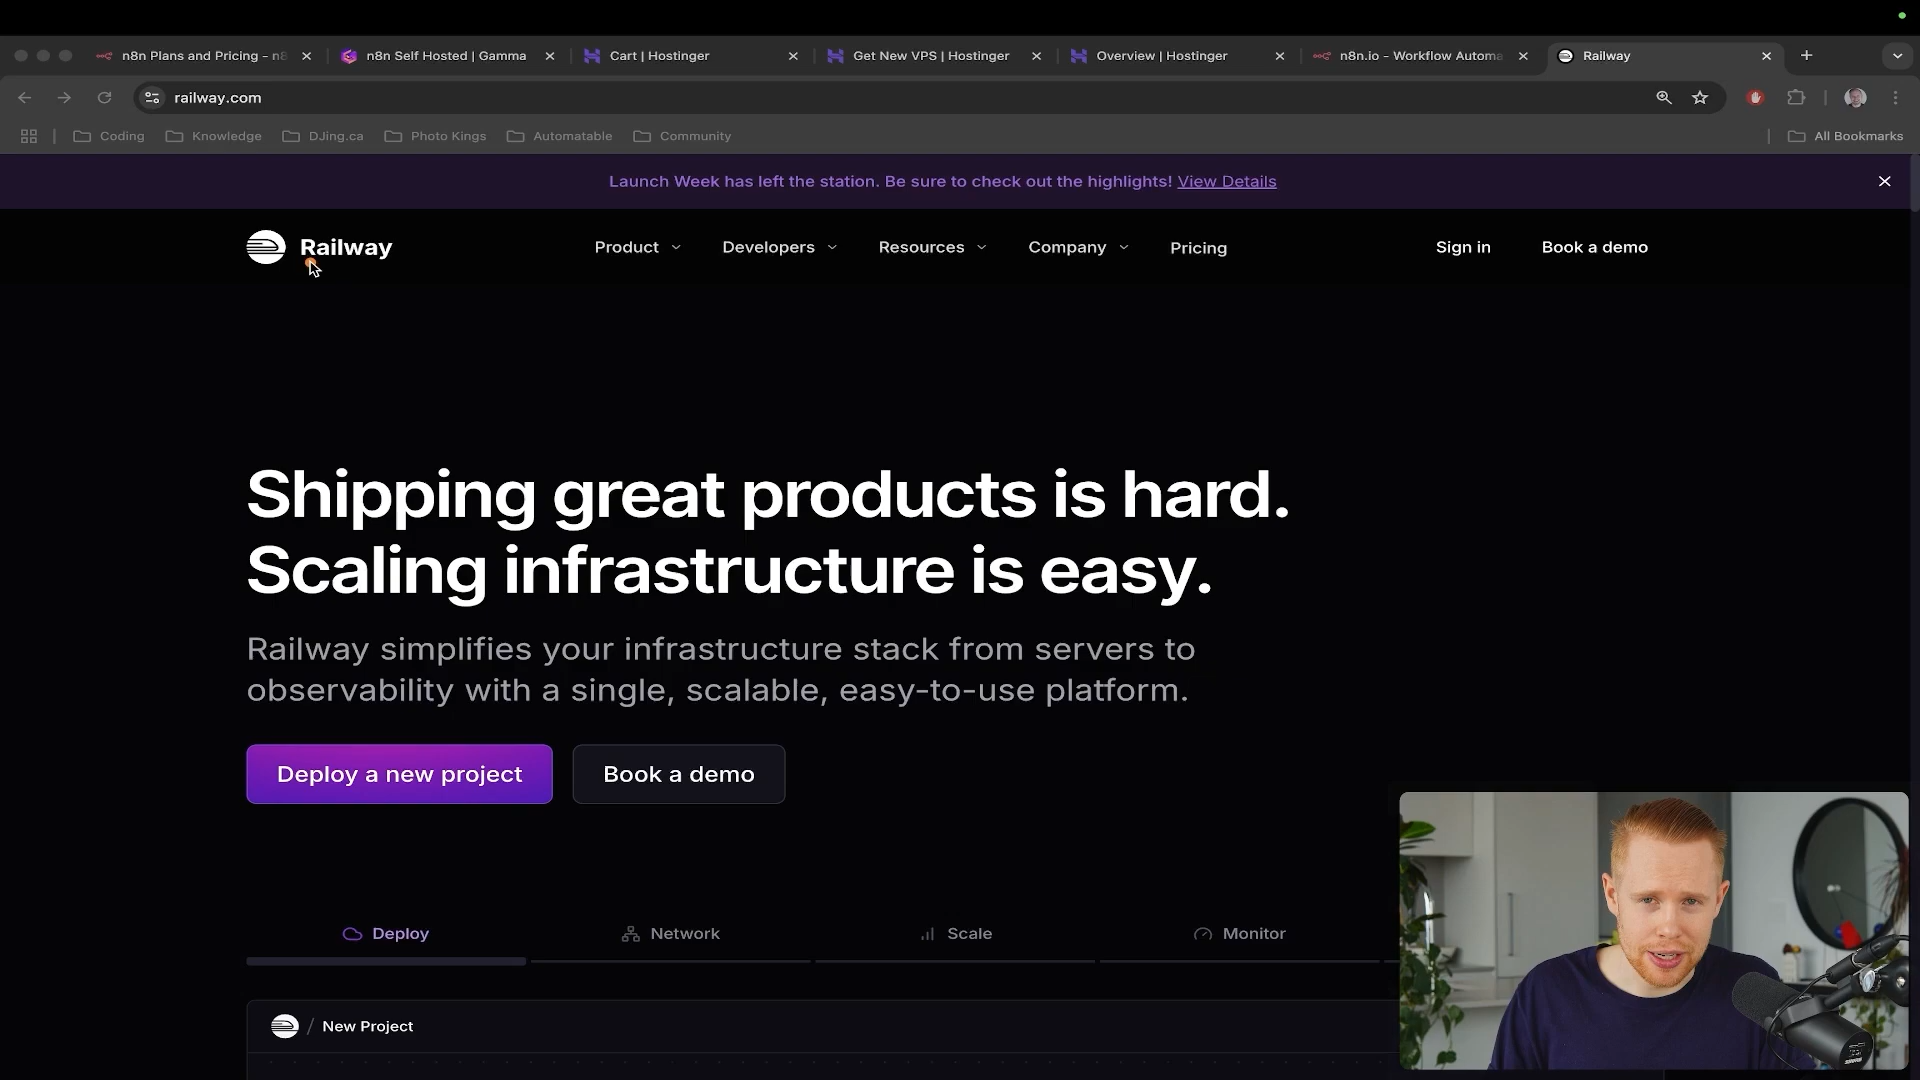 n8n Plans and Pricing - n8
n8n Self Hosted | Gamma
Cart | Hostinger
Get New VPS | Hostinger
Overview | Hostinger
n8n.io - Workflow Automa
Railway
railway.com
Coding
Knowledge
DJing.ca
Photo Kings
Automatable
Community
All Bookmarks
Launch Week has left the station. Be sure to check out the highlights! View Details
Railway
Product
Developers
Resources
Company
Pricing
Sign in
Book a demo
Shipping great products is hard.
Scaling infrastructure is easy.
Railway simplifies your infrastructure stack from servers to
observability with a single, scalable, easy-to-use platform.
Deploy a new project
Book a demo
Deploy
Network
Scale
Monitor
/ New Project